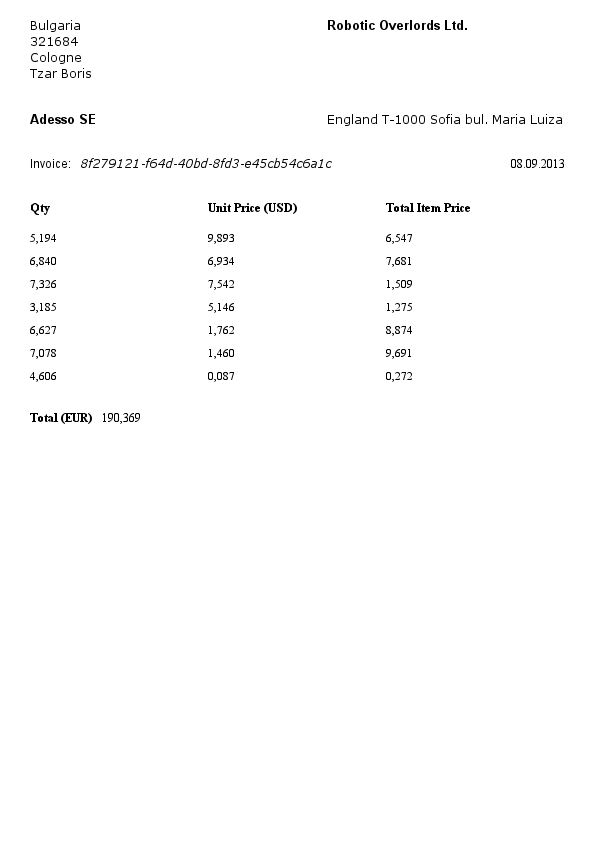 Bulgaria
321684
Cologne
Tzar Boris
Robotic Overlords Ltd.
Adesso SE
England T-1000 Sofia bul. Maria Luiza
Invoice: 8f279121-f64d-40bd-8fd3-e45cb54c6a1c 08.09.2013
Qty Unit Price (USD) Total Item Price
5,194 9,893 6,547
6,840 6,934 7,681
7,326 7,542 1,509
3,185 5,146 1,275
6,627 1,762 8,874
7,078 1,460 9,691
4,606 0,087 0,272
Total (EUR) 190,369